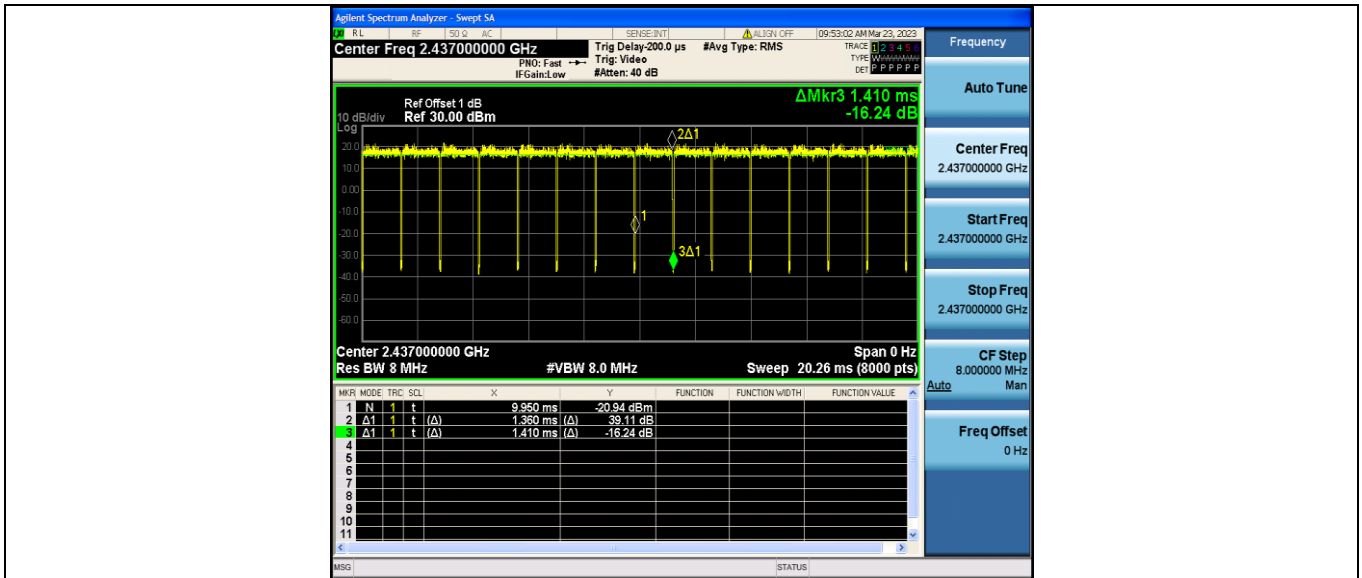 Agilent Spectrum Analyzer - Swept SA
RL RF 50 Ω AC SENSE:INT ALIGN OFF 09:53:02 AM Mar 23, 2023
Center Freq 2.437000000 GHz
PNO: Fast
IFGain:Low
Trig Delay-200.0 µs
Trig: Video
#Atten: 40 dB
#Avg Type: RMS
TRACE 1 2 3 4 5 6
TYPE
DET P P P P P P
ΔMkr3 1.410 ms
-16.24 dB
Ref Offset 1 dB
10 dB/div Ref 30.00 dBm
Log
20.0
10.0
0.00
-10.0
-20.0
-30.0
-40.0
-50.0
-60.0
2Δ1
1
3Δ1
Center 2.437000000 GHz Span 0 Hz
Res BW 8 MHz #VBW 8.0 MHz Sweep 20.26 ms (8000 pts)
MKR MODE TRC SCL X Y FUNCTION FUNCTION WIDTH FUNCTION VALUE
1 N 1 t 9.950 ms -20.94 dBm
2 Δ1 1 t (Δ) 1.360 ms (Δ) 39.11 dB
3 Δ1 1 t (Δ) 1.410 ms (Δ) -16.24 dB
4
5
6
7
8
9
10
11
MSG STATUS
Frequency
Auto Tune
Center Freq
2.437000000 GHz
Start Freq
2.437000000 GHz
Stop Freq
2.437000000 GHz
CF Step
8.000000 MHz
Auto Man
Freq Offset
0 Hz